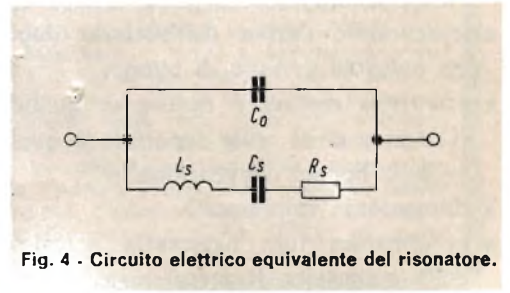 C₀
Lₛ Cₛ Rₛ
Fig. 4 - Circuito elettrico equivalente del risonatore.